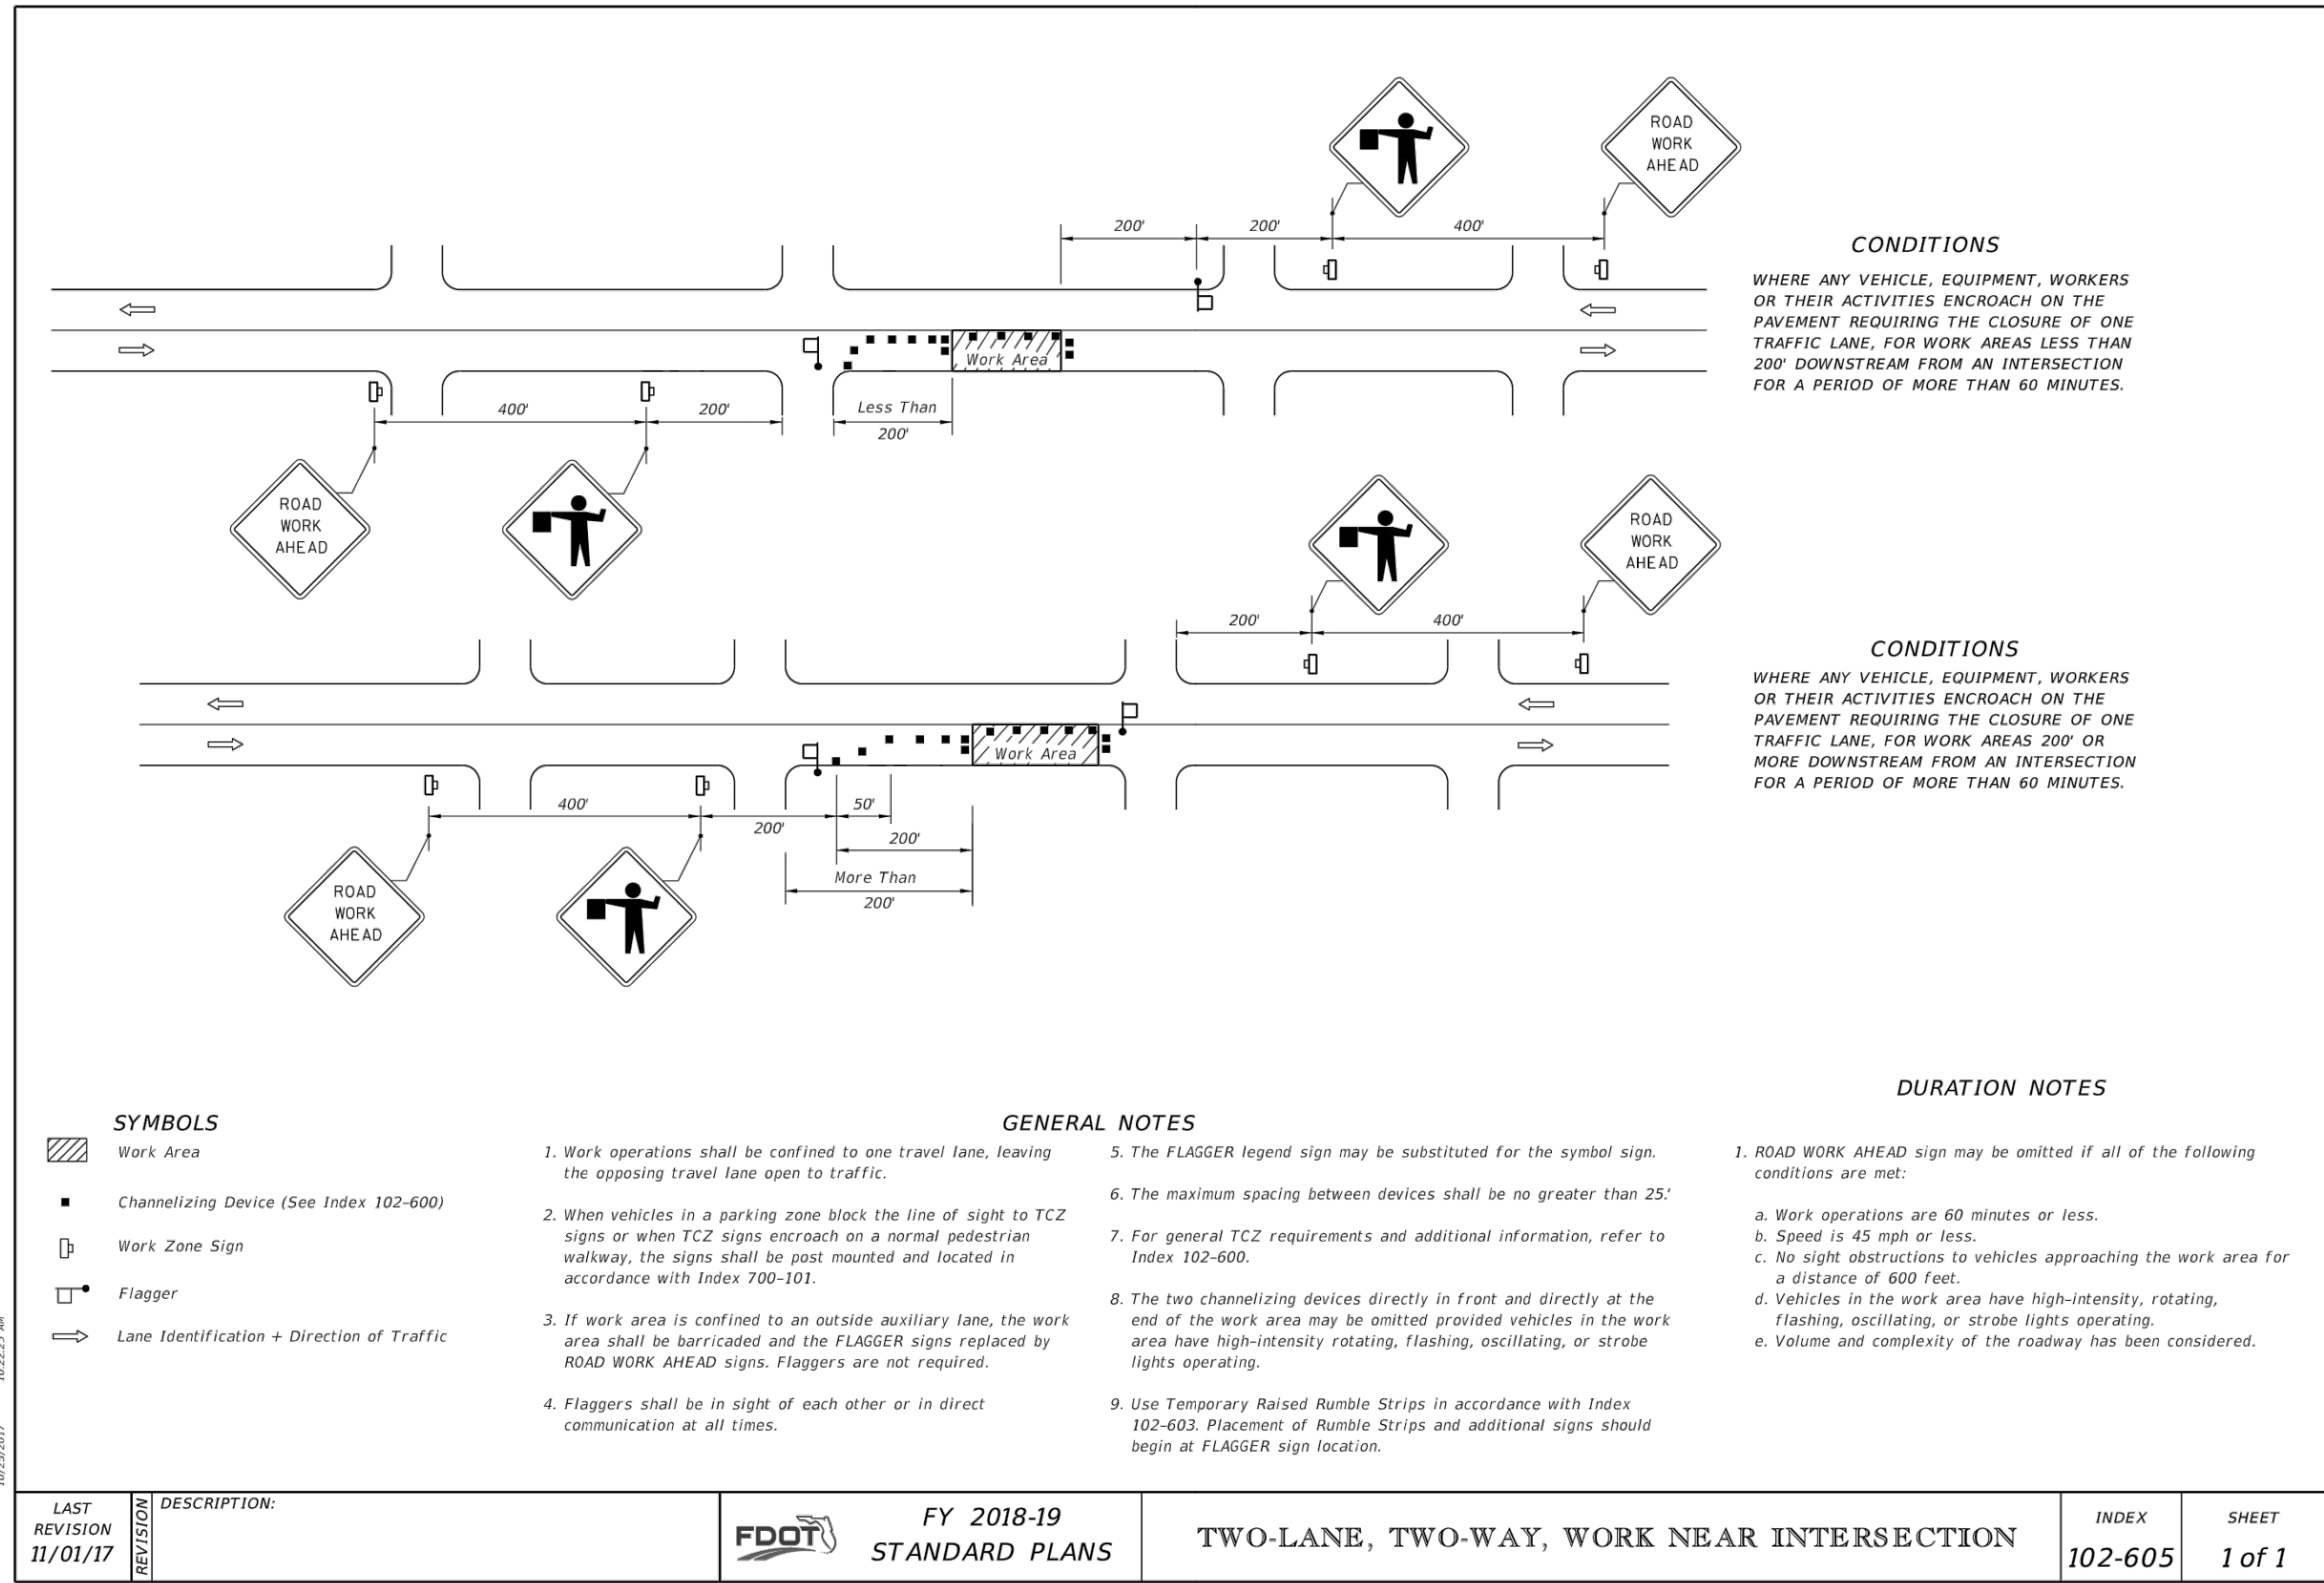 ROAD
WORK
AHEAD
200'
200'
400'
CONDITIONS
WHERE ANY VEHICLE, EQUIPMENT, WORKERS
OR THEIR ACTIVITIES ENCROACH ON THE
PAVEMENT REQUIRING THE CLOSURE OF ONE
TRAFFIC LANE, FOR WORK AREAS LESS THAN
200' DOWNSTREAM FROM AN INTERSECTION
FOR A PERIOD OF MORE THAN 60 MINUTES.
Work Area
400'
200'
Less Than
200'
ROAD
WORK
AHEAD
ROAD
WORK
AHEAD
200'
400'
CONDITIONS
WHERE ANY VEHICLE, EQUIPMENT, WORKERS
OR THEIR ACTIVITIES ENCROACH ON THE
PAVEMENT REQUIRING THE CLOSURE OF ONE
TRAFFIC LANE, FOR WORK AREAS 200' OR
MORE DOWNSTREAM FROM AN INTERSECTION
FOR A PERIOD OF MORE THAN 60 MINUTES.
Work Area
400'
200'
50'
200'
More Than
200'
ROAD
WORK
AHEAD
SYMBOLS
Work Area
Channelizing Device (See Index 102-600)
Work Zone Sign
Flagger
Lane Identification + Direction of Traffic
GENERAL NOTES
1. Work operations shall be confined to one travel lane, leaving
the opposing travel lane open to traffic.
2. When vehicles in a parking zone block the line of sight to TCZ
signs or when TCZ signs encroach on a normal pedestrian
walkway, the signs shall be post mounted and located in
accordance with Index 700-101.
3. If work area is confined to an outside auxiliary lane, the work
area shall be barricaded and the FLAGGER signs replaced by
ROAD WORK AHEAD signs. Flaggers are not required.
4. Flaggers shall be in sight of each other or in direct
communication at all times.
5. The FLAGGER legend sign may be substituted for the symbol sign.
6. The maximum spacing between devices shall be no greater than 25.'
7. For general TCZ requirements and additional information, refer to
Index 102-600.
8. The two channelizing devices directly in front and directly at the
end of the work area may be omitted provided vehicles in the work
area have high-intensity rotating, flashing, oscillating, or strobe
lights operating.
9. Use Temporary Raised Rumble Strips in accordance with Index
102-603. Placement of Rumble Strips and additional signs should
begin at FLAGGER sign location.
DURATION NOTES
1. ROAD WORK AHEAD sign may be omitted if all of the following
conditions are met:
a. Work operations are 60 minutes or less.
b. Speed is 45 mph or less.
c. No sight obstructions to vehicles approaching the work area for
a distance of 600 feet.
d. Vehicles in the work area have high-intensity, rotating,
flashing, oscillating, or strobe lights operating.
e. Volume and complexity of the roadway has been considered.
LAST
REVISION
11/01/17
REVISION
DESCRIPTION:
FDOT
FY 2018-19
STANDARD PLANS
TWO-LANE, TWO-WAY, WORK NEAR INTERSECTION
INDEX
102-605
SHEET
1 of 1